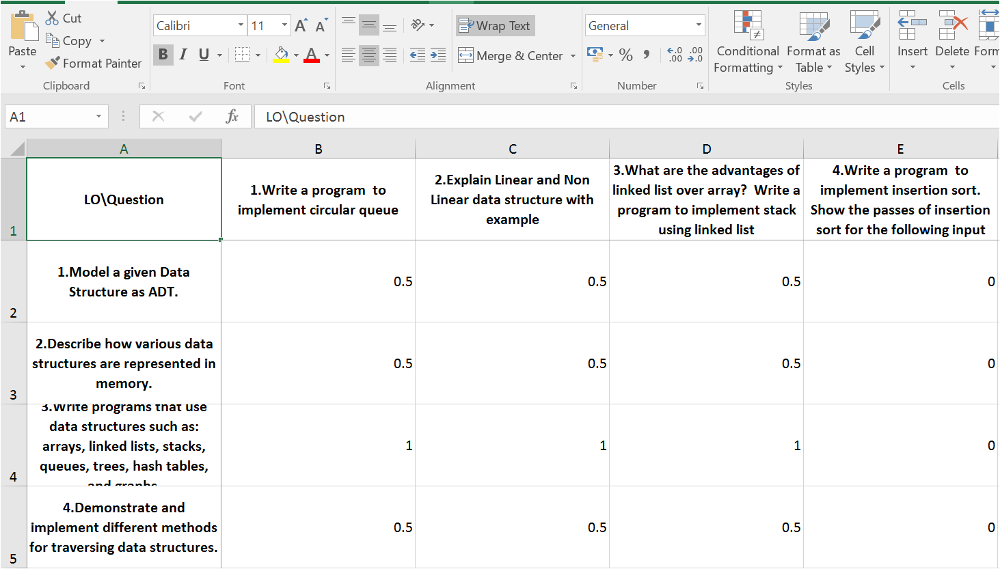 Cut
Copy
Format Painter
Paste
Clipboard
Calibri
11
A A
B I U
A
Font
Wrap Text
Merge & Center
Alignment
General
% ,
.0 .00
.00 .0
Number
Conditional Formatting
Format as Table
Cell Styles
Styles
Insert
Delete
Cells
A1
fx
LO\Question
A B C D E
1
LO\Question
1.Write a program to
implement circular queue
2.Explain Linear and Non
Linear data structure with
example
3.What are the advantages of
linked list over array? Write a
program to implement stack
using linked list
4.Write a program to
implement insertion sort.
Show the passes of insertion
sort for the following input
2
1.Model a given Data
Structure as ADT.
0.5 0.5 0.5 0
3
2.Describe how various data
structures are represented in
memory.
0.5 0.5 0.5 0
4
3.Write programs that use
data structures such as:
arrays, linked lists, stacks,
queues, trees, hash tables,
and graphs
1 1 1 0
5
4.Demonstrate and
implement different methods
for traversing data structures.
0.5 0.5 0.5 0